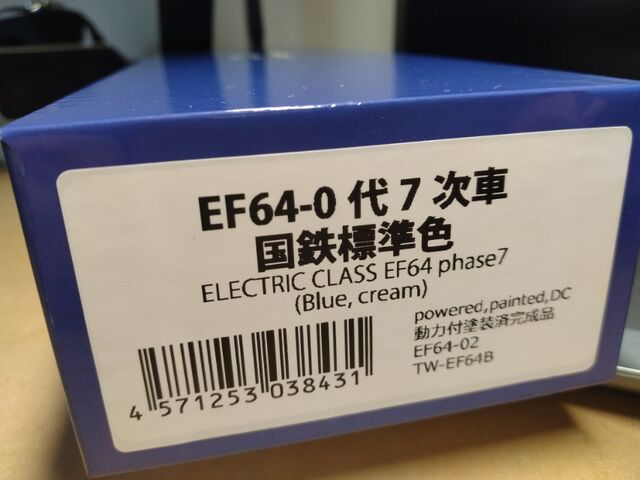 EF64-0 代 7 次車
国鉄標準色
ELECTRIC CLASS EF64 phase7
(Blue, cream)
powered,painted,DC
動力付塗装済完成品
EF64-02
TW-EF64B
4 571253 038431